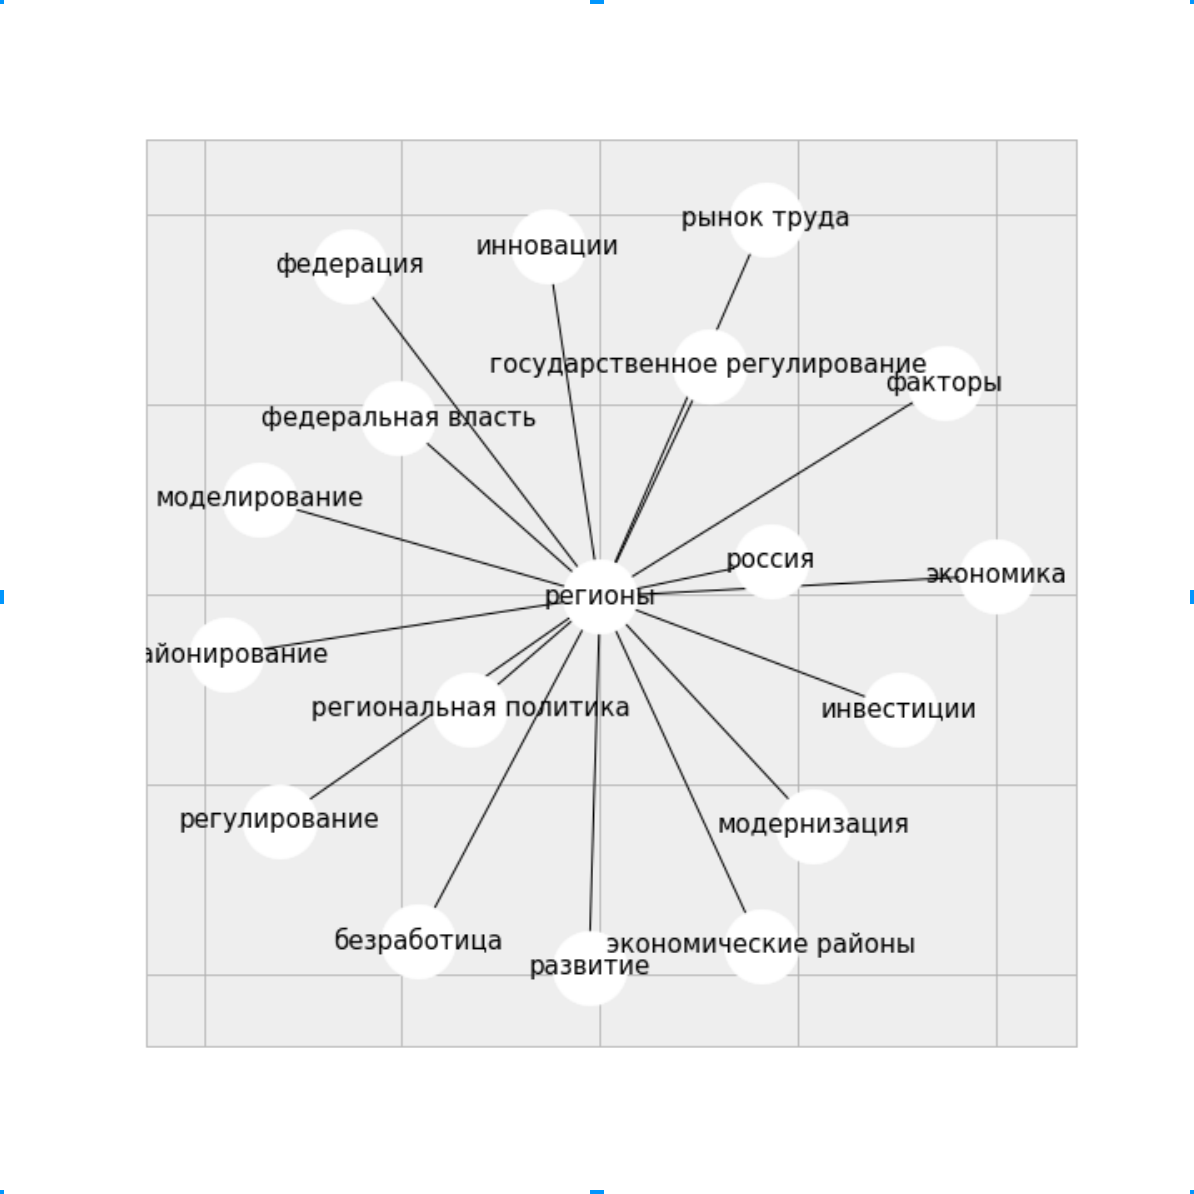 рынок труда
инновации
федерация
государственное регулирование
факторы
федеральная власть
моделирование
россия
экономика
регионы
айонирование
региональная политика
инвестиции
регулирование
модернизация
безработица
экономические районы
развитие